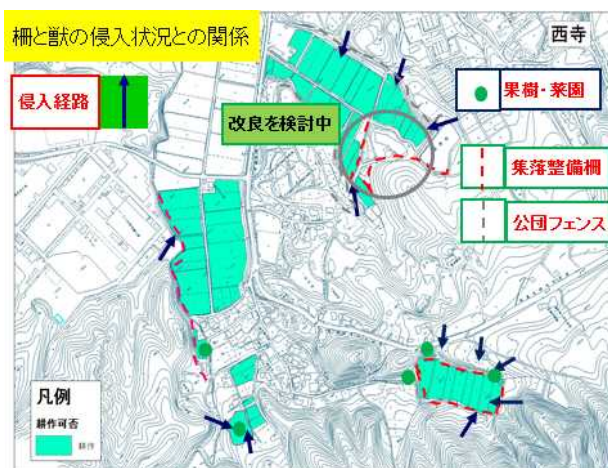 柵と獣の侵入状況との関係
西寺
侵入経路
果樹・菜園
改良を検討中
集落整備柵
公団フェンス
凡例
耕作可否
耕作